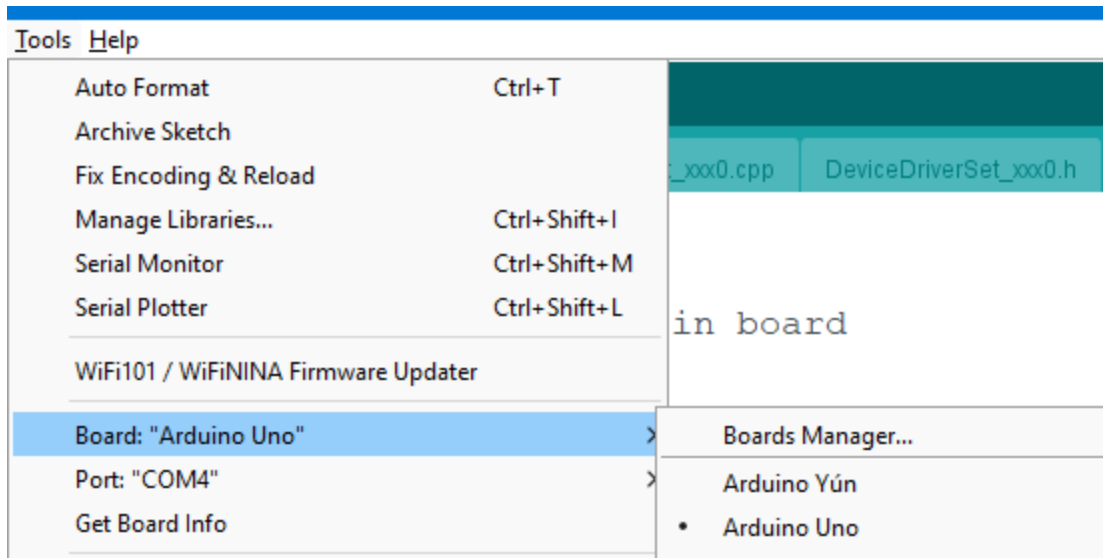 Tools Help
Auto Format Ctrl+T
Archive Sketch
Fix Encoding & Reload
Manage Libraries... Ctrl+Shift+I
Serial Monitor Ctrl+Shift+M
Serial Plotter Ctrl+Shift+L
WiFi101 / WiFiNINA Firmware Updater
Board: "Arduino Uno"
Port: "COM4"
Get Board Info
_xxx0.cpp DeviceDriverSet_xxx0.h
in board
Boards Manager...
Arduino Yún
Arduino Uno